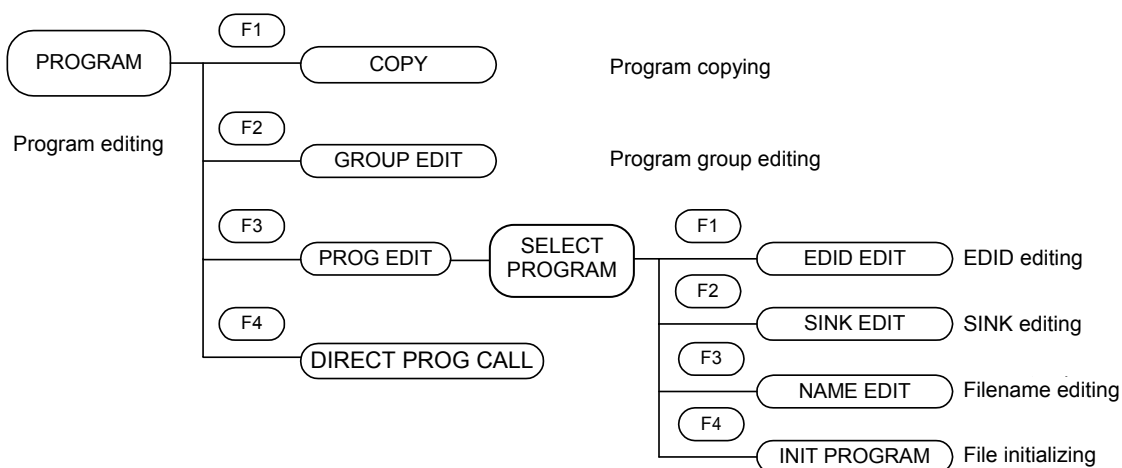 F1
PROGRAM
COPY
Program copying
Program editing
F2
GROUP EDIT
Program group editing
F3
PROG EDIT
SELECT
PROGRAM
F1
EDID EDIT
EDID editing
F2
SINK EDIT
SINK editing
F3
NAME EDIT
Filename editing
F4
INIT PROGRAM
File initializing
F4
DIRECT PROG CALL